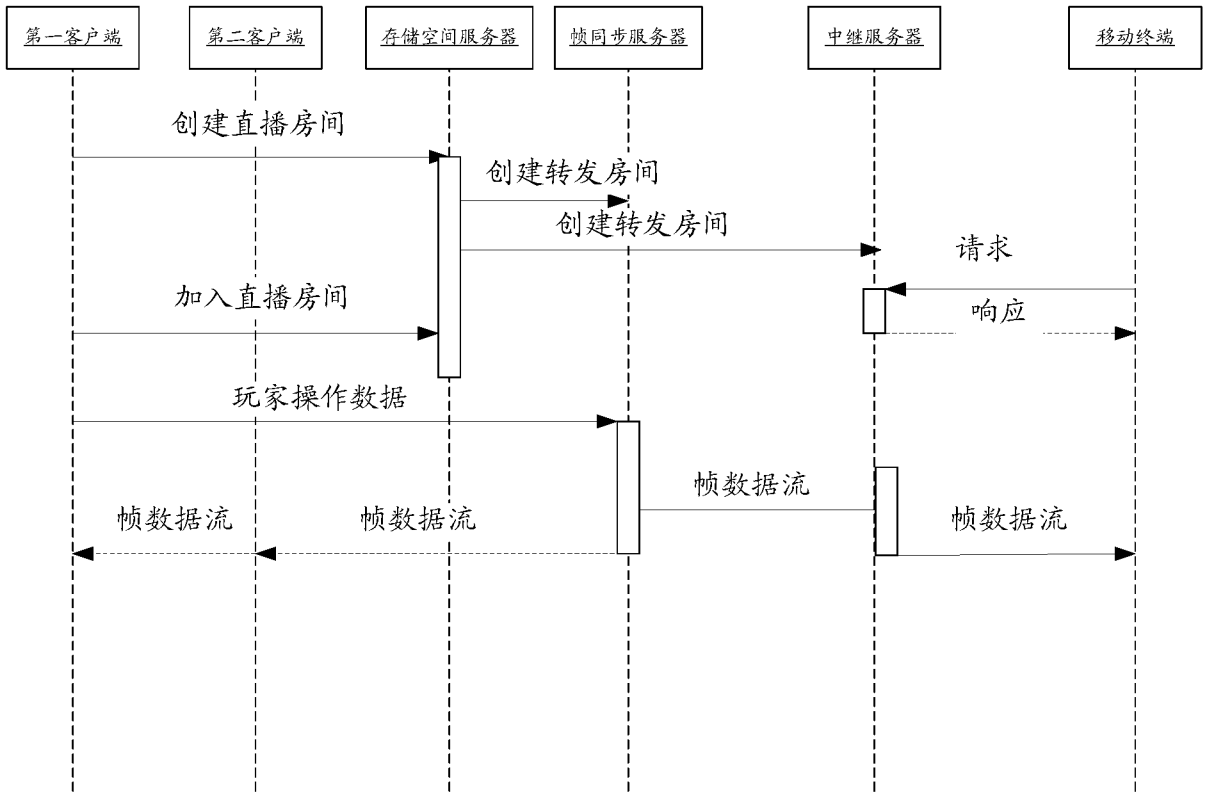 第一客户端
第二客户端
存储空间服务器
帧同步服务器
中继服务器
移动终端
创建直播房间
创建转发房间
创建转发房间
请求
加入直播房间
响应
玩家操作数据
帧数据流
帧数据流
帧数据流
帧数据流